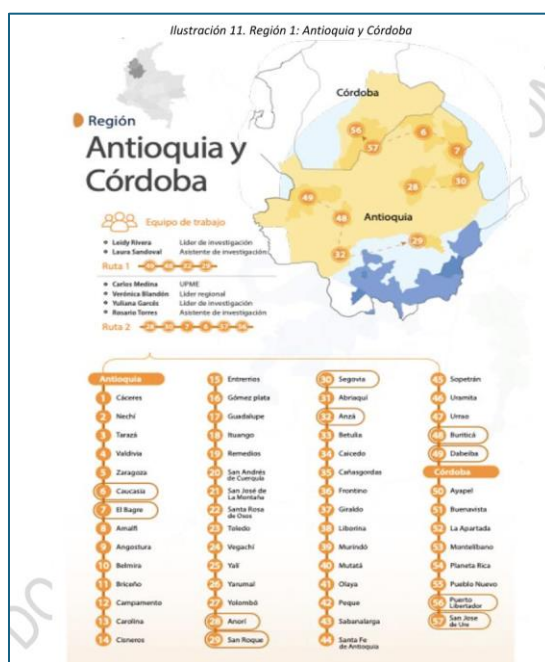 Ilustración 11. Región 1: Antioquia y Córdoba
Región
Antioquia y
Córdoba
Equipo de trabajo
Leidy Rivera Líder de investigación
Laura Sandoval Asistente de investigación
Ruta 1
Carlos Medina UPME
Verónica Blandón Líder regional
Yuliana Garcés Líder de investigación
Rosario Torres Asistente de investigación
Ruta 2 28 30 7 6 57 56
Córdoba
Antioquia
56
57
6
7
30
28
49
48
32
29
Antioquia
1 Cáceres
2 Nechí
3 Tarazá
4 Valdivia
5 Zaragoza
6 Caucasia
7 El Bagre
8 Amalfi
9 Angostura
10 Belmira
11 Briceño
12 Campamento
13 Carolina
14 Cisneros
15 Entrerrios
16 Gómez plata
17 Guadalupe
18 Ituango
19 Remedios
20 San Andrés de Cuerquía
21 San José de La Montaña
22 Santa Rosa de Osos
23 Toledo
24 Vegachí
25 Yalí
26 Yarumal
27 Yolombó
28 Anorí
29 San Roque
30 Segovia
31 Abriaquí
32 Anzá
33 Betulia
34 Caicedo
35 Cañasgordas
36 Frontino
37 Giraldo
38 Liborina
39 Murindó
40 Mutatá
41 Olaya
42 Peque
43 Sabanalarga
44 Santa Fe de Antioquia
45 Sopetrán
46 Uramita
47 Urrao
48 Buriticá
49 Dabeiba
Córdoba
50 Ayapel
51 Buenavista
52 La Apartada
53 Montelíbano
54 Planeta Rica
55 Pueblo Nuevo
56 Puerto Libertador
57 San Jose de Ure